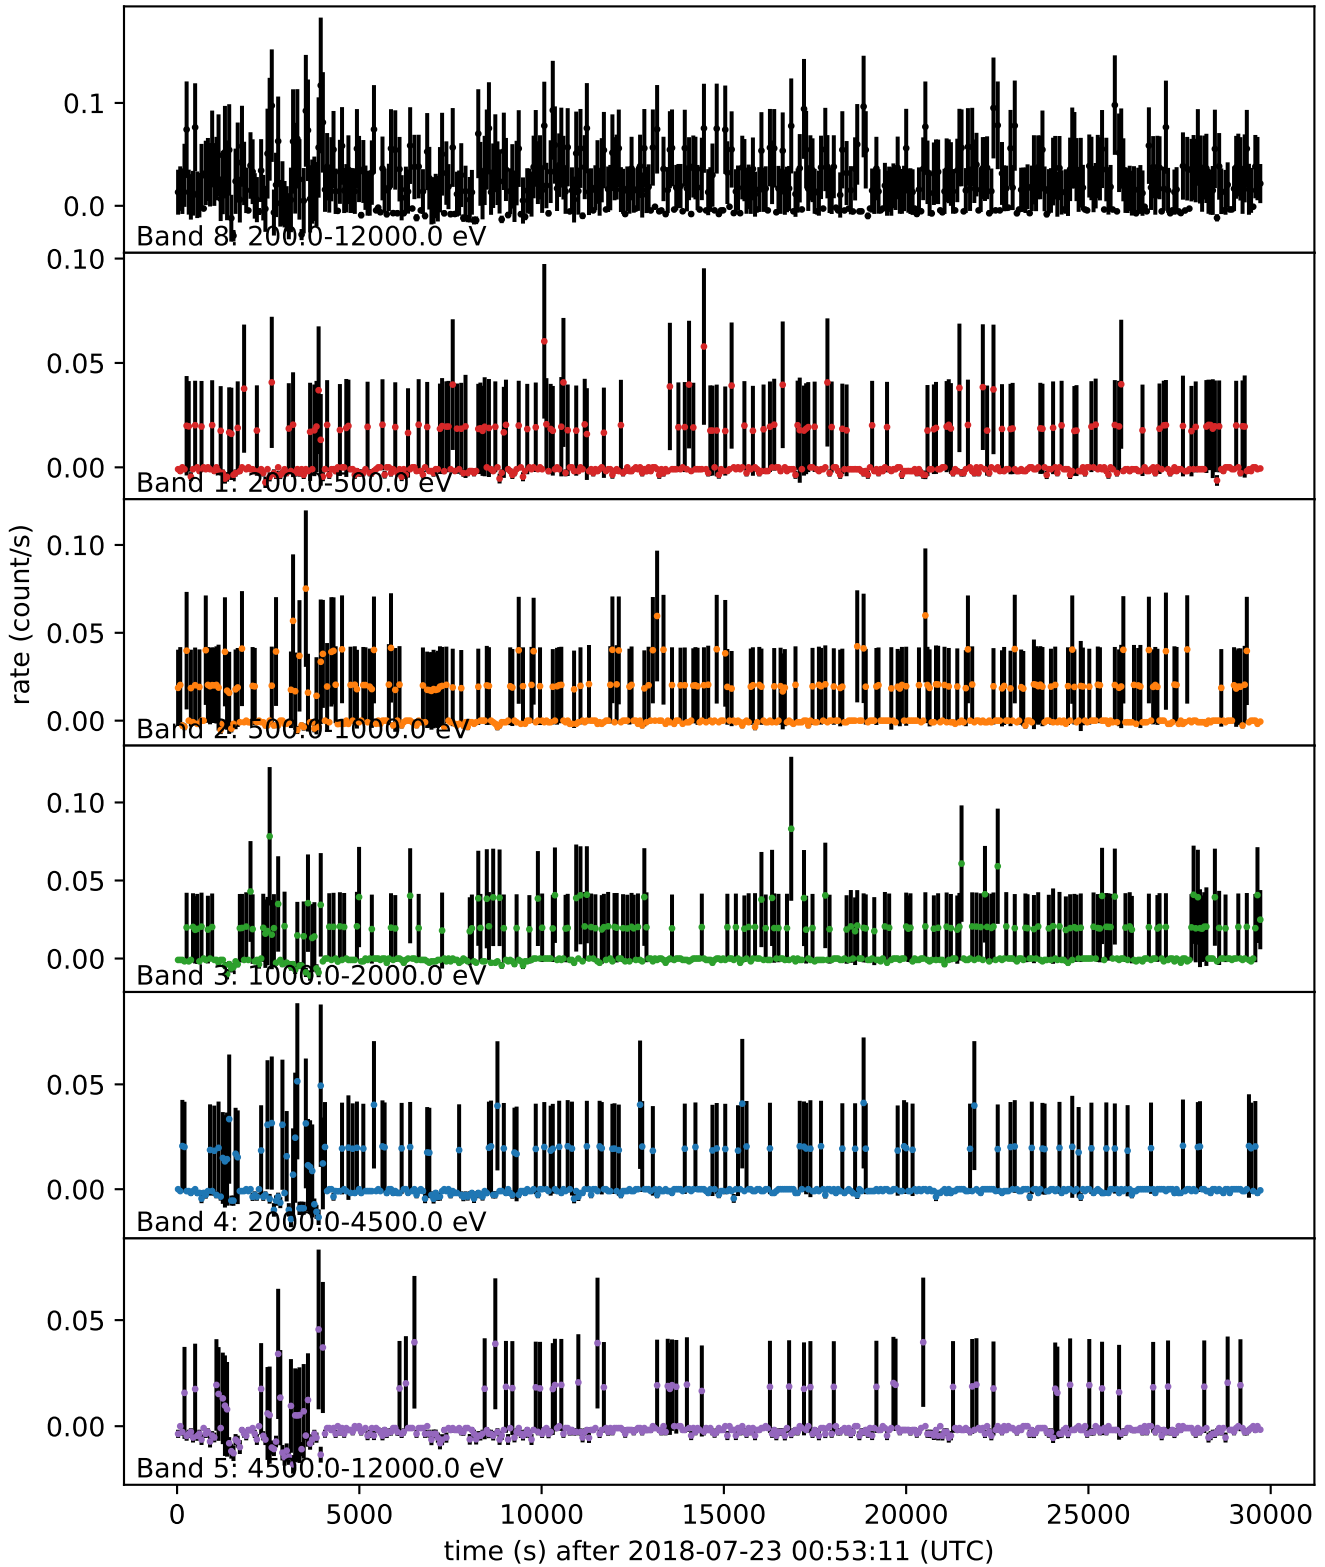 0.1
0.0
Band 8: 200.0-12000.0 eV
0.10
0.05
0.00
Band 1: 200.0-500.0 eV
rate (count/s)
0.10
0.05
0.00
Band 2: 500.0-1000.0 eV
0.10
0.05
0.00
Band 3: 1000.0-2000.0 eV
0.05
0.00
Band 4: 2000.0-4500.0 eV
0.05
0.00
Band 5: 4500.0-12000.0 eV
0 5000 10000 15000 20000 25000 30000
time (s) after 2018-07-23 00:53:11 (UTC)